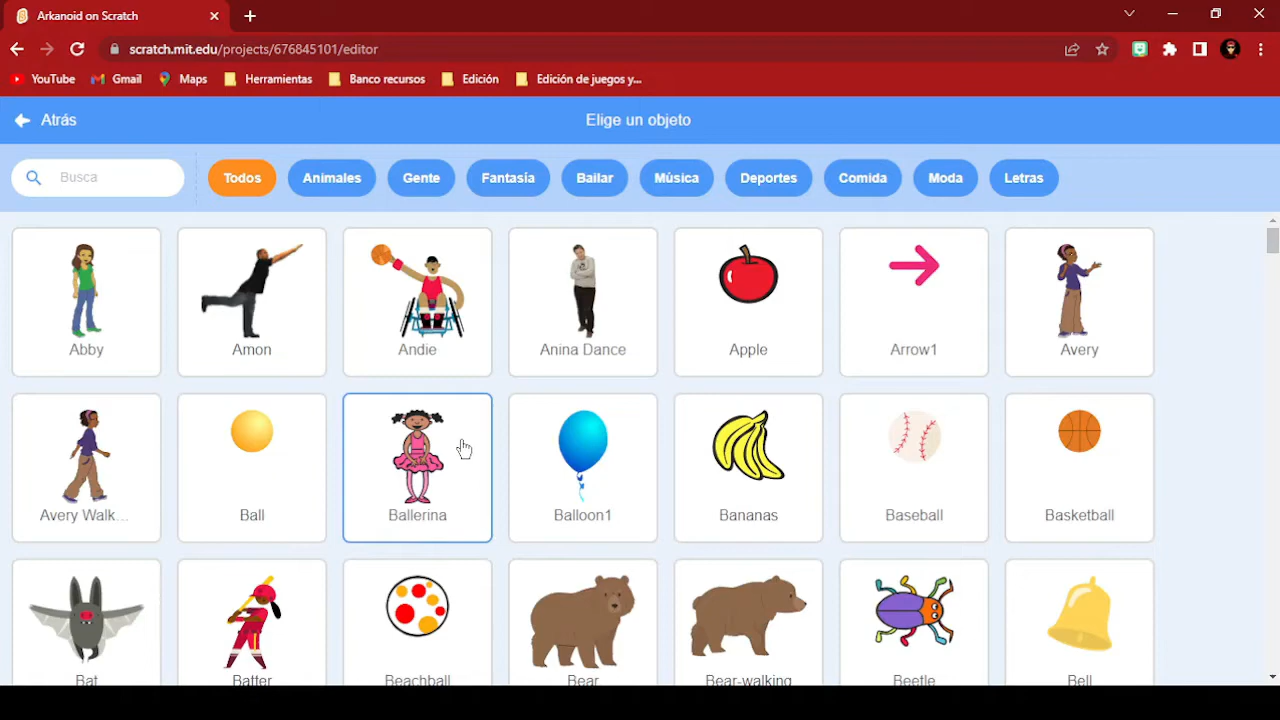 Arkanoid on Scratch
scratch.mit.edu/projects/676845101/editor
YouTube Gmail Maps Herramientas Banco recursos Edición Edición de juegos y...
Atrás Elige un objeto
Busca Todos Animales Gente Fantasía Bailar Música Deportes Comida Moda Letras
Abby Amon Andie Anina Dance Apple Arrow1 Avery
Avery Walk... Ball Ballerina Balloon1 Bananas Baseball Basketball
Bat Batter Beachball Bear Bear-walking Beetle Bell